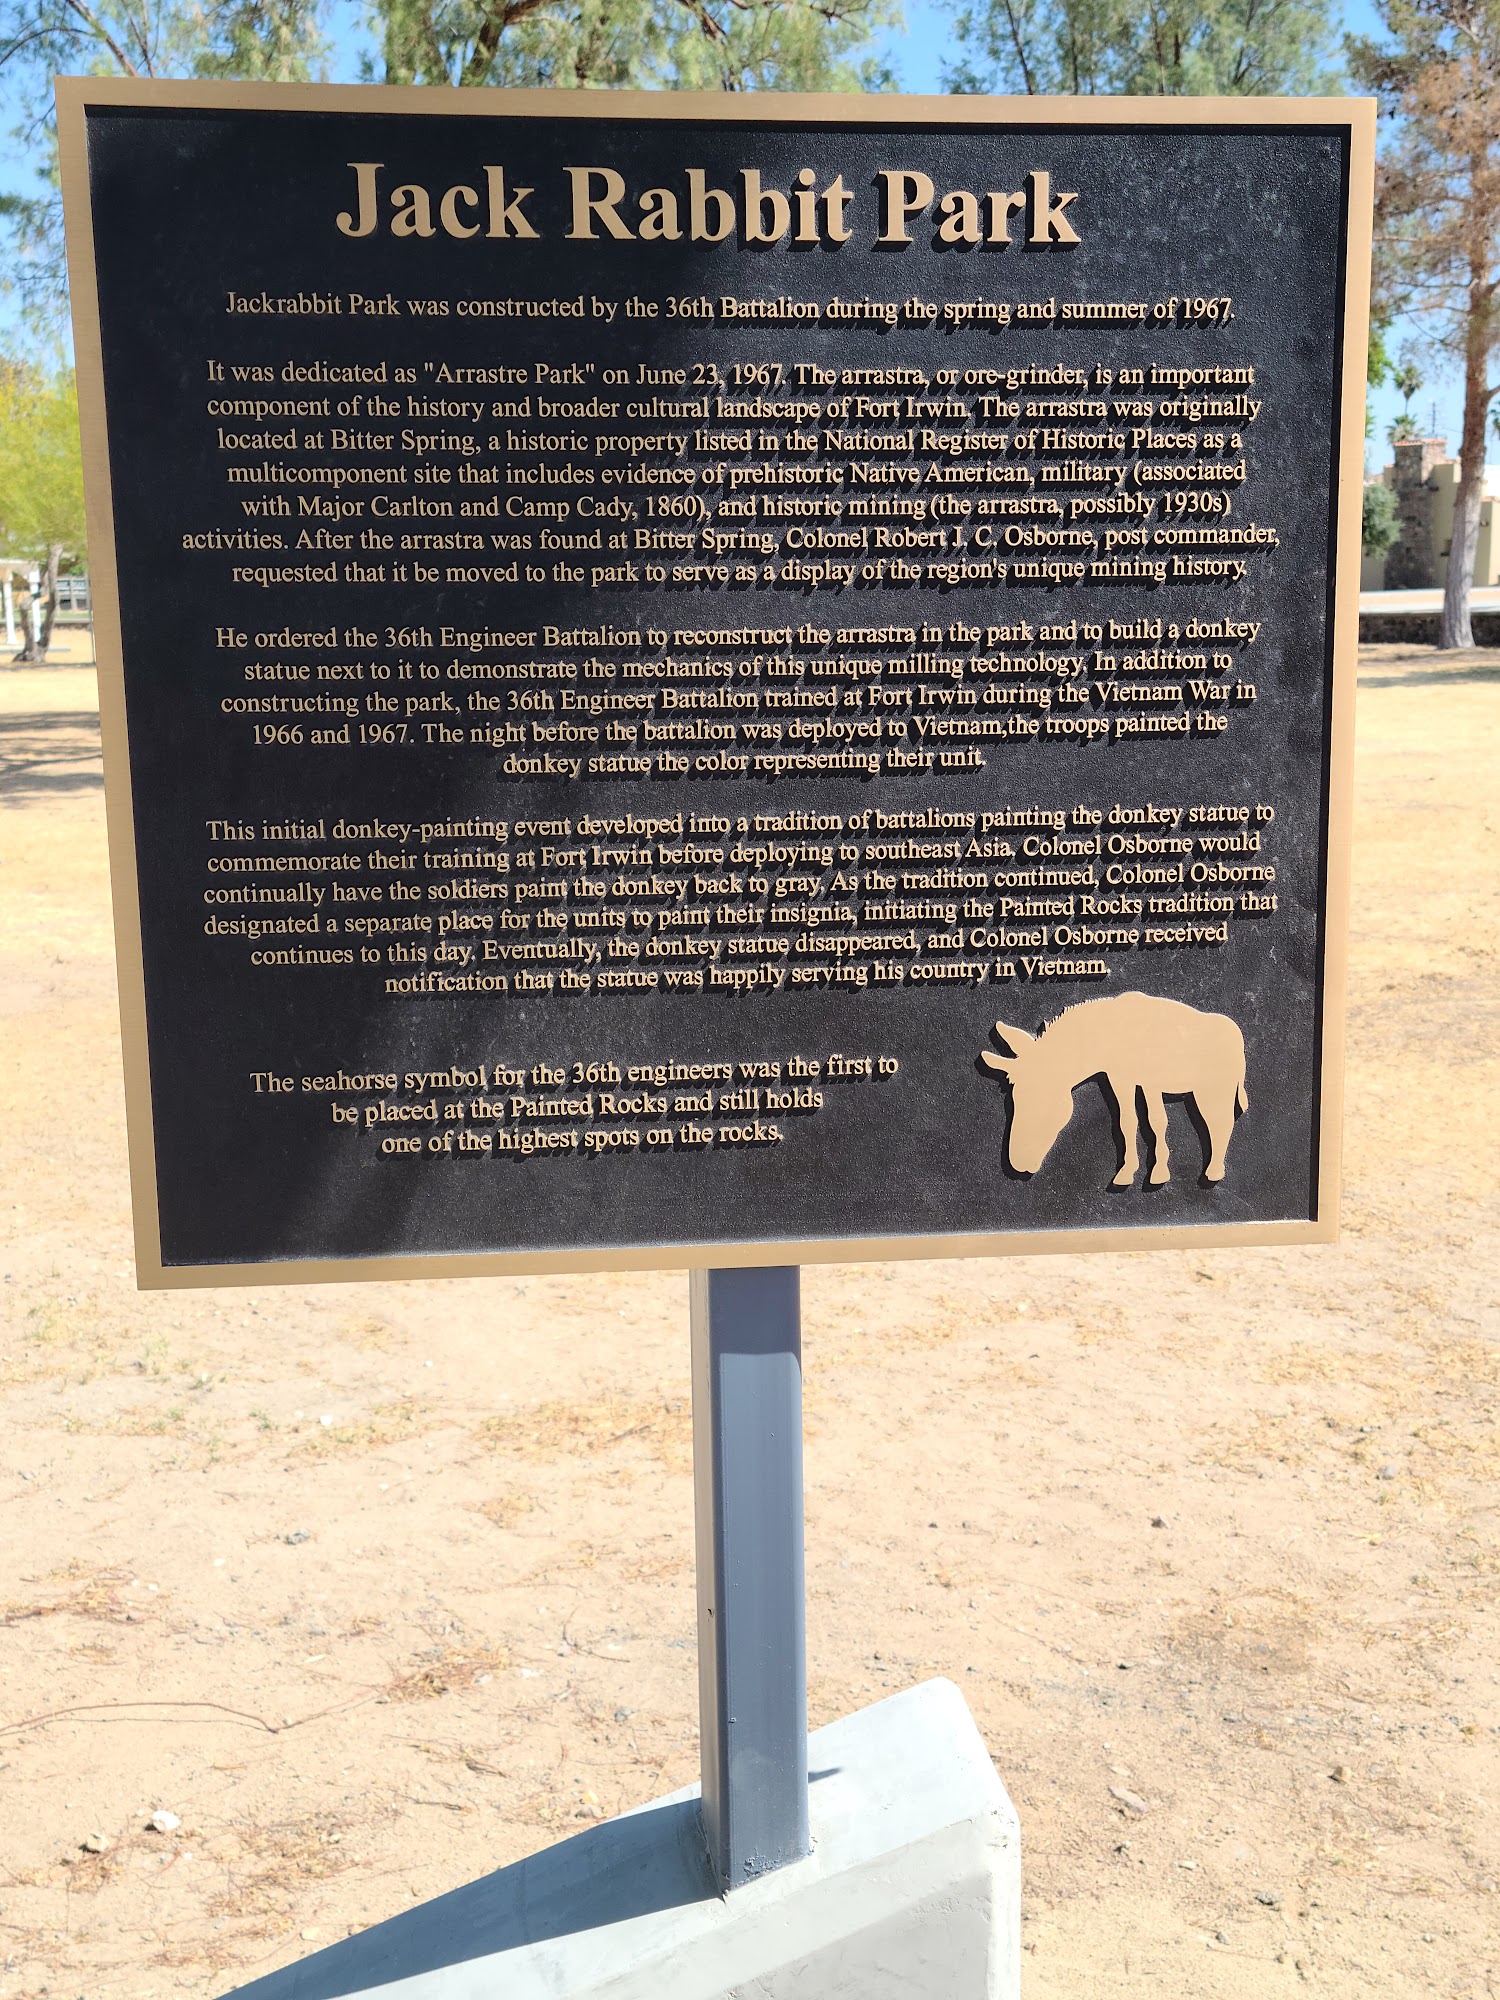 Jack Rabbit Park
Jackrabbit Park was constructed by the 36th Battalion during the spring and summer of 1967.
It was dedicated as "Arrastre Park" on June 23, 1967. The arrastra, or ore-grinder, is an important
component of the history and broader cultural landscape of Fort Irwin. The arrastra was originally
located at Bitter Spring, a historic property listed in the National Register of Historic Places as a
multicomponent site that includes evidence of prehistoric Native American, military (associated
with Major Carlton and Camp Cady, 1860), and historic mining (the arrastra, possibly 1930s)
activities. After the arrastra was found at Bitter Spring, Colonel Robert J. C. Osborne, post commander,
requested that it be moved to the park to serve as a display of the region's unique mining history.
He ordered the 36th Engineer Battalion to reconstruct the arrastra in the park and to build a donkey
statue next to it to demonstrate the mechanics of this unique milling technology. In addition to
constructing the park, the 36th Engineer Battalion trained at Fort Irwin during the Vietnam War in
1966 and 1967. The night before the battalion was deployed to Vietnam,the troops painted the
donkey statue the color representing their unit.
This initial donkey-painting event developed into a tradition of battalions painting the donkey statue to
commemorate their training at Fort Irwin before deploying to southeast Asia. Colonel Osborne would
continually have the soldiers paint the donkey back to gray. As the tradition continued, Colonel Osborne
designated a separate place for the units to paint their insignia, initiating the Painted Rocks tradition that
continues to this day. Eventually, the donkey statue disappeared, and Colonel Osborne received
notification that the statue was happily serving his country in Vietnam.
The seahorse symbol for the 36th engineers was the first to
be placed at the Painted Rocks and still holds
one of the highest spots on the rocks.